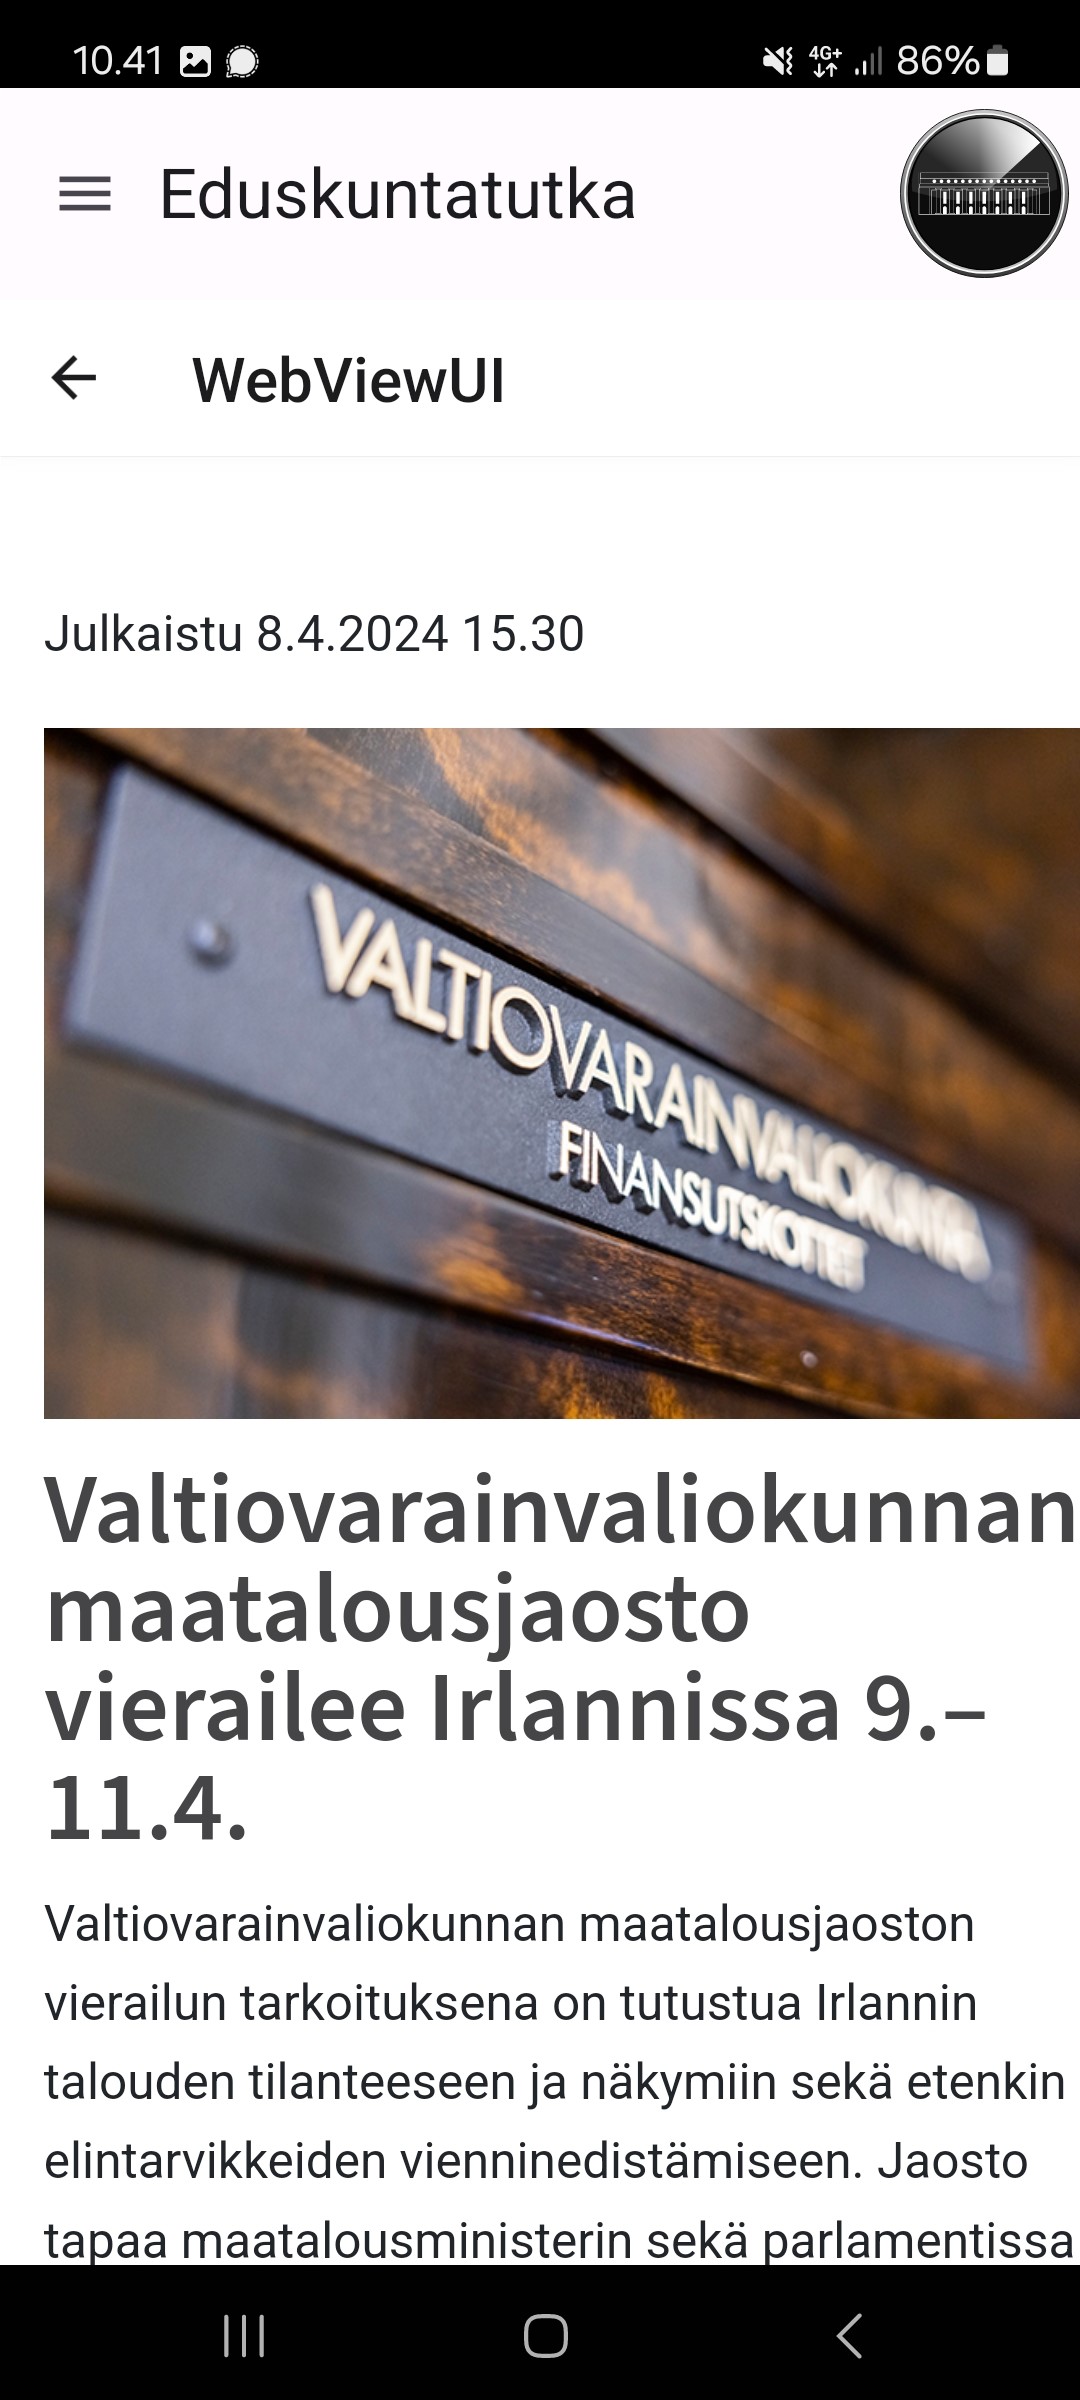 10.41
4G+
86%
Eduskuntatutka
WebViewUI
Julkaistu 8.4.2024 15.30
VALTIOVARAINVALIOKUNTA
FINANSUTSKOTTET
Valtiovarainvaliokunnan
maatalousjaosto
vierailee Irlannissa 9.–
11.4.
Valtiovarainvaliokunnan maatalousjaoston
vierailun tarkoituksena on tutustua Irlannin
talouden tilanteeseen ja näkymiin sekä etenkin
elintarvikkeiden vienninedistämiseen. Jaosto
tapaa maatalousministerin sekä parlamentissa